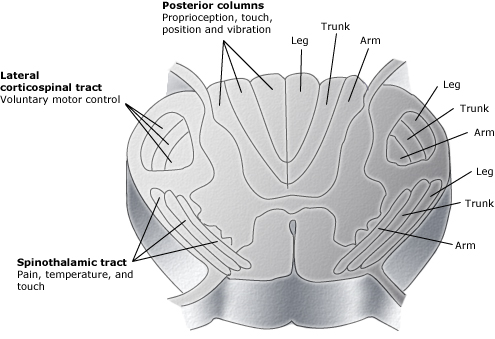 Posterior columns
Proprioception, touch,
position and vibration
Leg
Trunk
Arm
Lateral
corticospinal tract
Voluntary motor control
Leg
Trunk
Arm
Leg
Trunk
Arm
Spinothalamic tract
Pain, temperature, and
touch